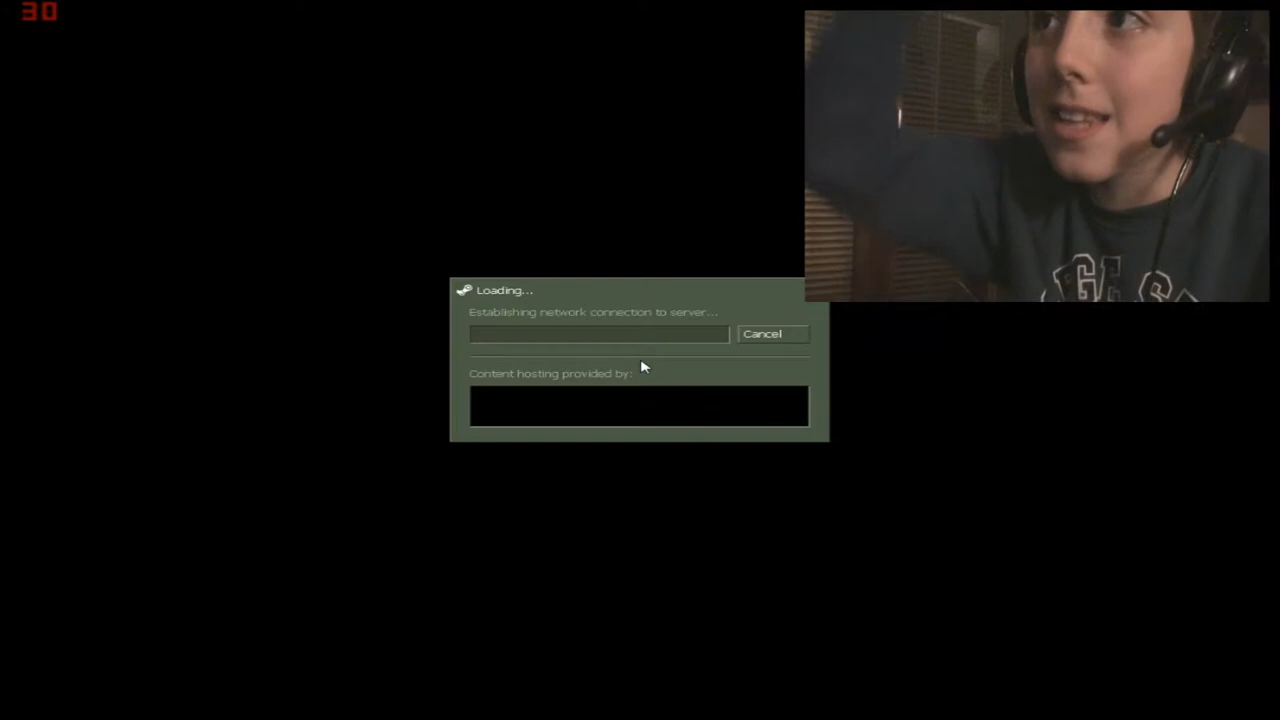 30
Loading...
Establishing network connection to server...
Cancel
Content hosting provided by: